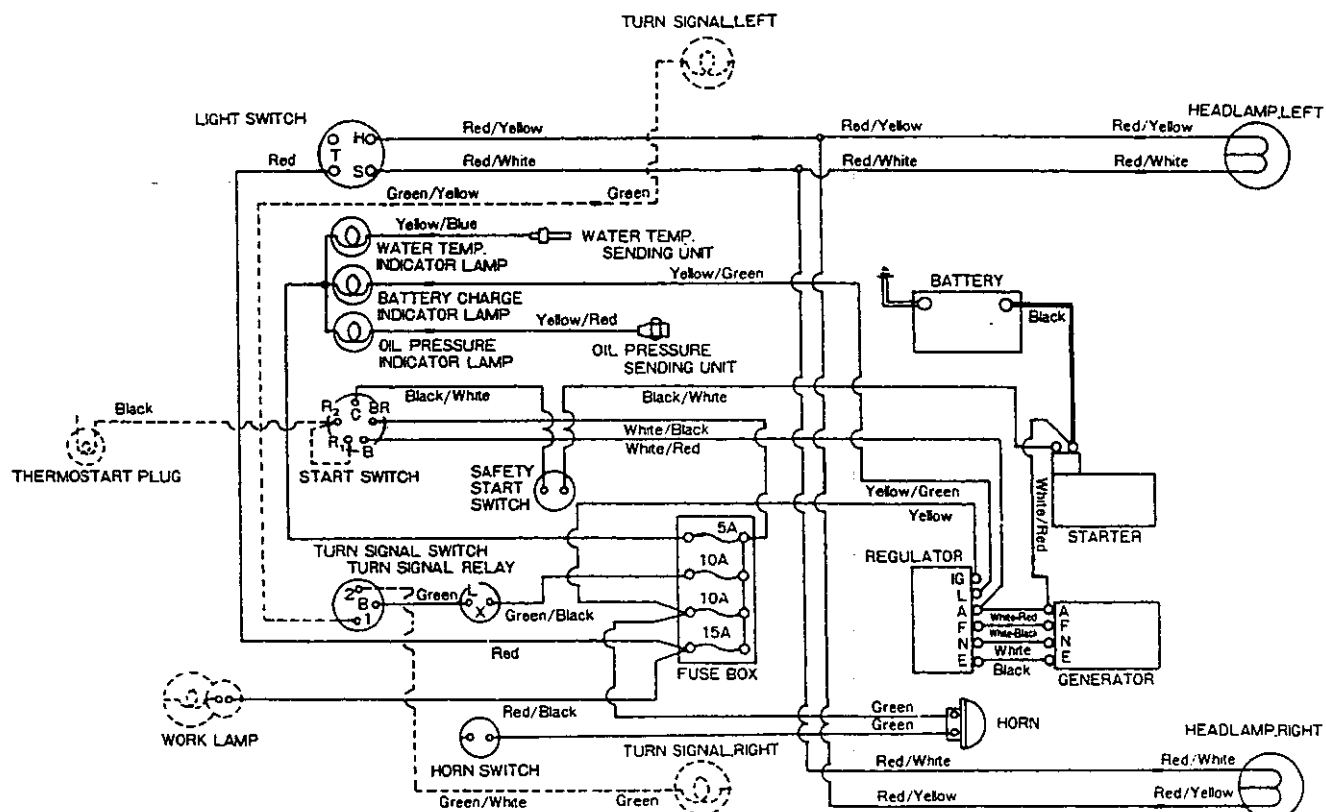 TURN SIGNAL,LEFT
LIGHT SWITCH
HEADLAMP,LEFT
H
T
S
Red/Yellow
Red/Yellow
Red/Yellow
Red
Red/White
Red/White
Red/White
Green/Yellow
Green
Yellow/Blue
WATER TEMP.
SENDING UNIT
WATER TEMP.
INDICATOR LAMP
Yellow/Green
BATTERY
Black
BATTERY CHARGE
INDICATOR LAMP
Yellow/Red
OIL PRESSURE
INDICATOR LAMP
OIL PRESSURE
SENDING UNIT
Black/White
Black/White
Black
R2
C
BR
R1
B
White/Black
White/Red
THERMOSTART PLUG
START SWITCH
SAFETY
START
SWITCH
Yellow/Green
Yellow
White/Red
STARTER
5A
10A
10A
15A
FUSE BOX
TURN SIGNAL SWITCH
TURN SIGNAL RELAY
2
B
1
Green
L
X
Green/Black
REGULATOR
IG
L
A
F
N
E
White-Red
White-Black
White
Black
A
F
N
E
GENERATOR
Red
Red/Black
WORK LAMP
Green
Green
HORN
HORN SWITCH
TURN SIGNAL,RIGHT
HEADLAMP,RIGHT
Red/White
Red/White
Green/White
Green
Red/Yellow
Red/Yellow